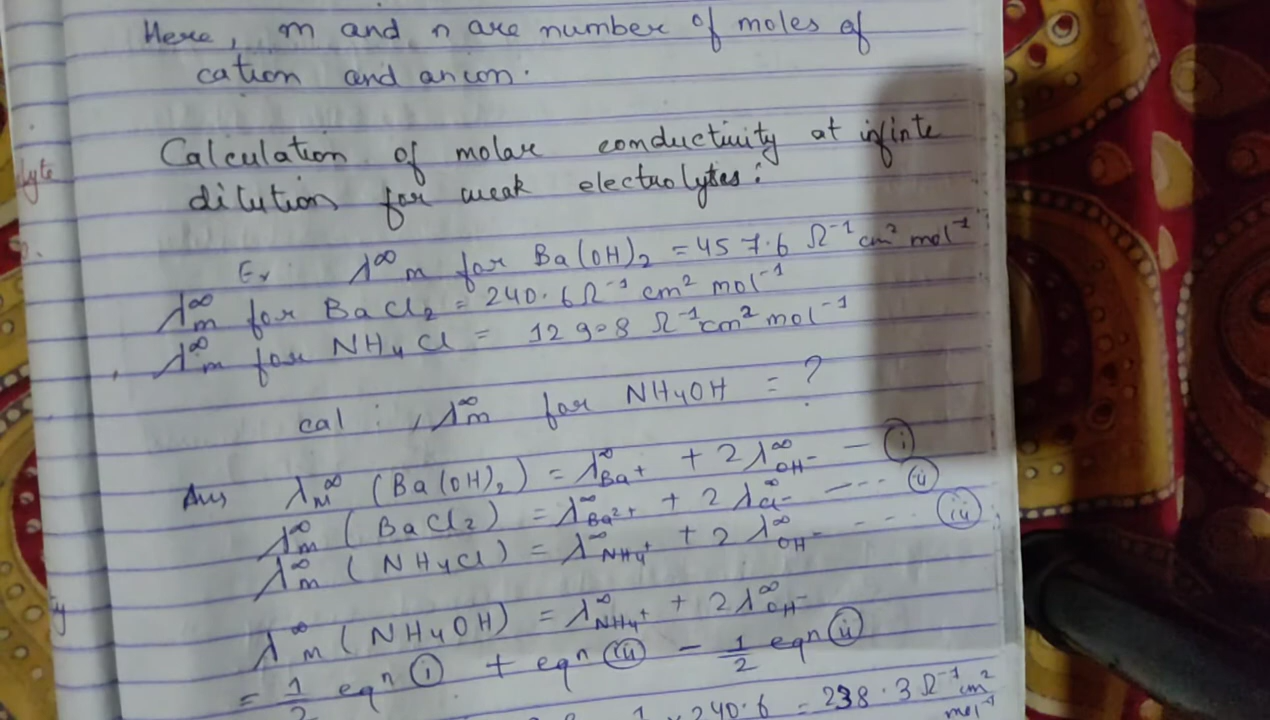 Here, m and n are number of moles of
cation and anion.
Calculation of molar conductivity at infinte
dilution for weak electrolytes:
Ex: λ∞m for Ba(OH)₂ = 457.6 Ω⁻¹ cm² mol⁻¹
λ∞m for BaCl₂ = 240.6 Ω⁻¹ cm² mol⁻¹
λ∞m for NH₄Cl = 129.8 Ω⁻¹ cm² mol⁻¹
cal : λ∞m for NH₄OH = ?
Ans λm∞ (Ba(OH)₂) = λ∞Ba+ + 2λ∞OH⁻ — (i)
λ∞m (BaCl₂) = λ∞Ba²⁺ + 2λ∞Cl⁻ --- (ii)
λ∞m (NH₄Cl) = λ∞NH₄⁺ + 2λ∞OH⁻ --- (iii)
λ∞m (NH₄OH) = λ∞NH₄⁺ + 2λ∞OH⁻
= 1/2 eqn (i) + eqn (iii) − 1/2 eqn (ii)
× 240.6 = 238.3 Ω⁻¹ cm² mol⁻¹
lyte